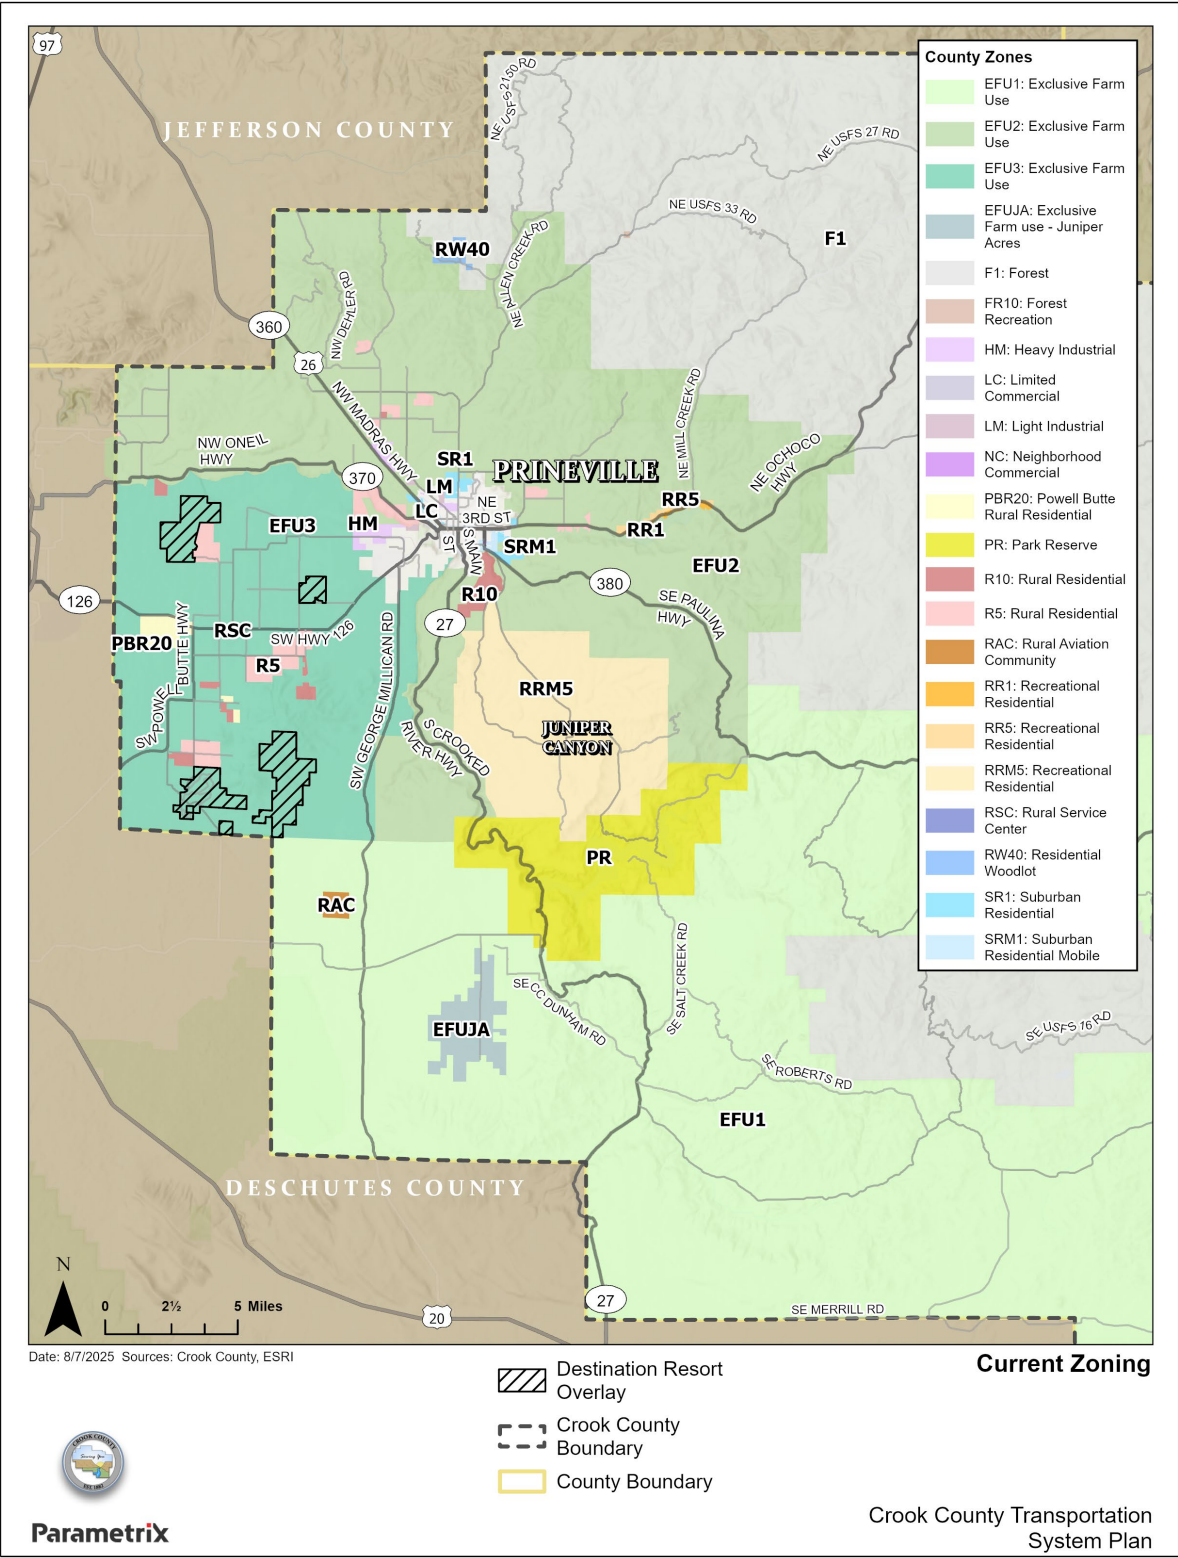 97
JEFFERSON COUNTY
NE USFS 2150 RD
NE USFS 27 RD
NE USFS 33 RD
F1
RW40
NE ALLEN CREEK RD
NW DEHLER RD
360
26
NW MADRAS HWY
NE MILL CREEK RD
NE OCHOCO
HWY
NW ONEIL
HWY
370
SR1
PRINEVILLE
LM
LC
NE
3RD ST
HM
EFU3
S MAIN
ST
SRM1
RR5
RR1
EFU2
R10
380
SE PAULINA
HWY
126
27
PBR20
RSC
SW HWY 126
R5
SW POWELL BUTTE HWY
SW GEORGE MILLICAN RD
RRM5
JUNIPER
CANYON
S CROOKED
RIVER HWY
PR
RAC
EFUJA
SE CC DUNHAM RD
SE SALT CREEK RD
SE USFS 16 RD
SE ROBERTS RD
EFU1
DESCHUTES COUNTY
27
SE MERRILL RD
20
N
0 2½ 5 Miles
County Zones
EFU1: Exclusive Farm
Use
EFU2: Exclusive Farm
Use
EFU3: Exclusive Farm
Use
EFUJA: Exclusive
Farm use - Juniper
Acres
F1: Forest
FR10: Forest
Recreation
HM: Heavy Industrial
LC: Limited
Commercial
LM: Light Industrial
NC: Neighborhood
Commercial
PBR20: Powell Butte
Rural Residential
PR: Park Reserve
R10: Rural Residential
R5: Rural Residential
RAC: Rural Aviation
Community
RR1: Recreational
Residential
RR5: Recreational
Residential
RRM5: Recreational
Residential
RSC: Rural Service
Center
RW40: Residential
Woodlot
SR1: Suburban
Residential
SRM1: Suburban
Residential Mobile
Date: 8/7/2025 Sources: Crook County, ESRI
Current Zoning
Destination Resort
Overlay
Crook County
Boundary
County Boundary
CROOK COUNTY
EST. 1882
Parametrix
Crook County Transportation
System Plan